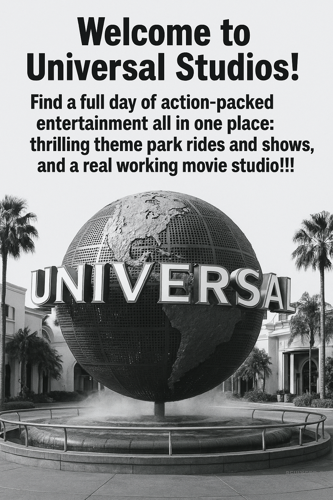 Welcome to
Universal Studios!
Find a full day of action-packed
entertainment all in one place:
thrilling theme park rides and shows,
and a real working movie studio!!!
UNIVERSAL